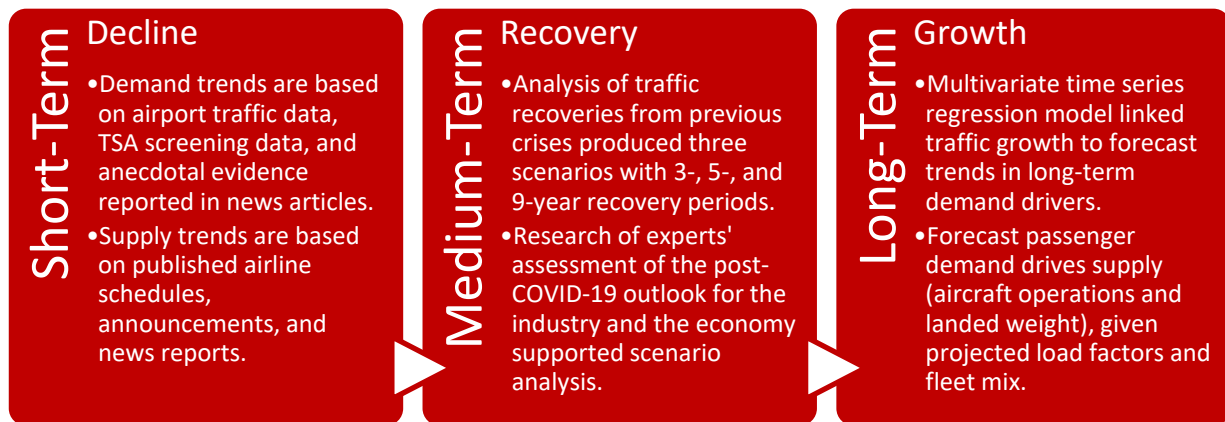 Short-Term
Decline
•Demand trends are based
on airport traffic data,
TSA screening data, and
anecdotal evidence
reported in news articles.
•Supply trends are based
on published airline
schedules,
announcements, and
news reports.
Medium-Term
Recovery
•Analysis of traffic
recoveries from previous
crises produced three
scenarios with 3-, 5-, and
9-year recovery periods.
•Research of experts'
assessment of the post-
COVID-19 outlook for the
industry and the economy
supported scenario
analysis.
Long-Term
Growth
•Multivariate time series
regression model linked
traffic growth to forecast
trends in long-term
demand drivers.
•Forecast passenger
demand drives supply
(aircraft operations and
landed weight), given
projected load factors and
fleet mix.